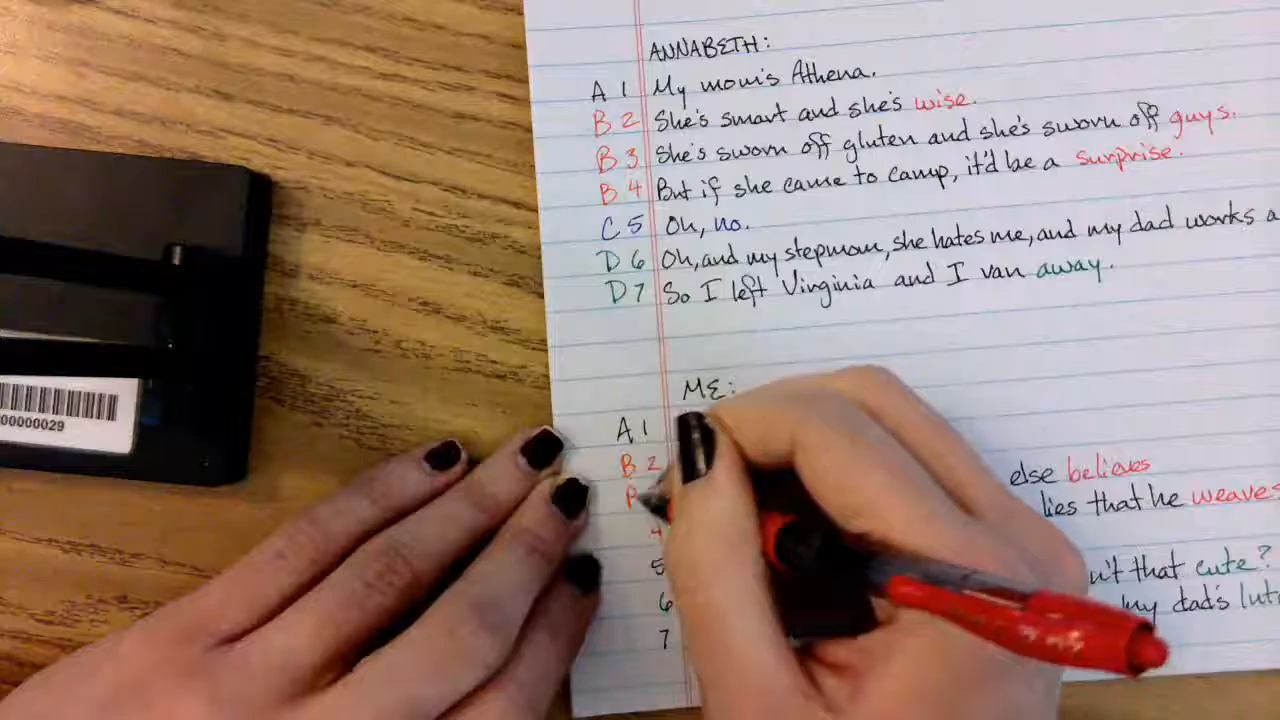 ANNABETH:
A 1 My mom's Athena.
B 2 She's smart and she's wise.
B 3 She's sworn off gluten and she's sworn off guys.
B 4 But if she came to camp, it'd be a surprise.
C 5 Oh, no.
D 6 Oh, and my stepmom, she hates me, and my dad works a
D 7 So I left Virginia and I ran away.
ME:
A 1
B 2 else believes
lies that he weaves
4
5 n't that cute?
6 my dad's lut
7
00000029